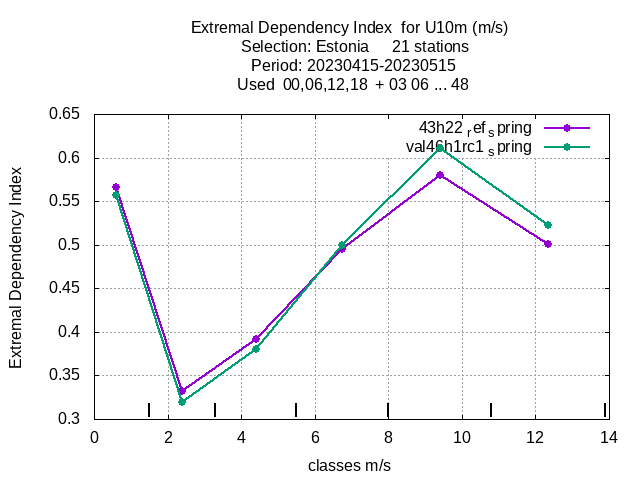 Extremal Dependency Index  for U10m (m/s)
Selection: Estonia     21 stations
Period: 20230415-20230515
Used  00,06,12,18  + 03 06 ... 48
43h22ref_spring
val46h1rc1_spring
0.65
0.6
0.55
0.5
0.45
0.4
0.35
0.3
Extremal Dependency Index
0 2 4 6 8 10 12 14
classes m/s